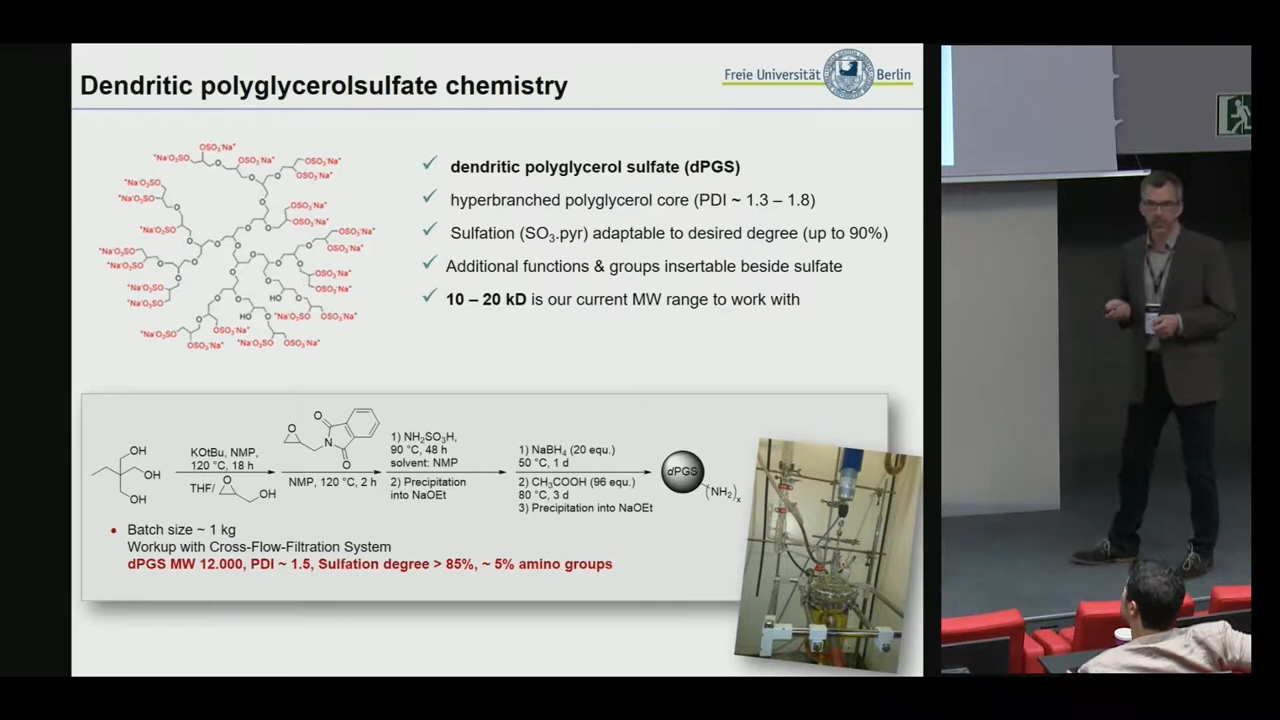 Dendritic polyglycerolsulfate chemistry
Freie Universität Berlin
dendritic polyglycerol sulfate (dPGS)
hyperbranched polyglycerol core (PDI ~ 1.3 – 1.8)
Sulfation (SO₃.pyr) adaptable to desired degree (up to 90%)
Additional functions & groups insertable beside sulfate
10 – 20 kD is our current MW range to work with
HO
HO
OH
OH
OH
KOtBu, NMP,
120 °C, 18 h
THF/
O
OH
O
O
N
O
NMP, 120 °C, 2 h
1) NH₂SO₃H,
90 °C, 48 h
solvent: NMP
2) Precipitation
into NaOEt
1) NaBH₄ (20 equ.)
50 °C, 1 d
2) CH₃COOH (96 equ.)
80 °C, 3 d
3) Precipitation into NaOEt
dPGS
(NH₂)ₓ
Batch size ~ 1 kg
Workup with Cross-Flow-Filtration System
dPGS MW 12.000, PDI ~ 1.5, Sulfation degree > 85%, ~ 5% amino groups